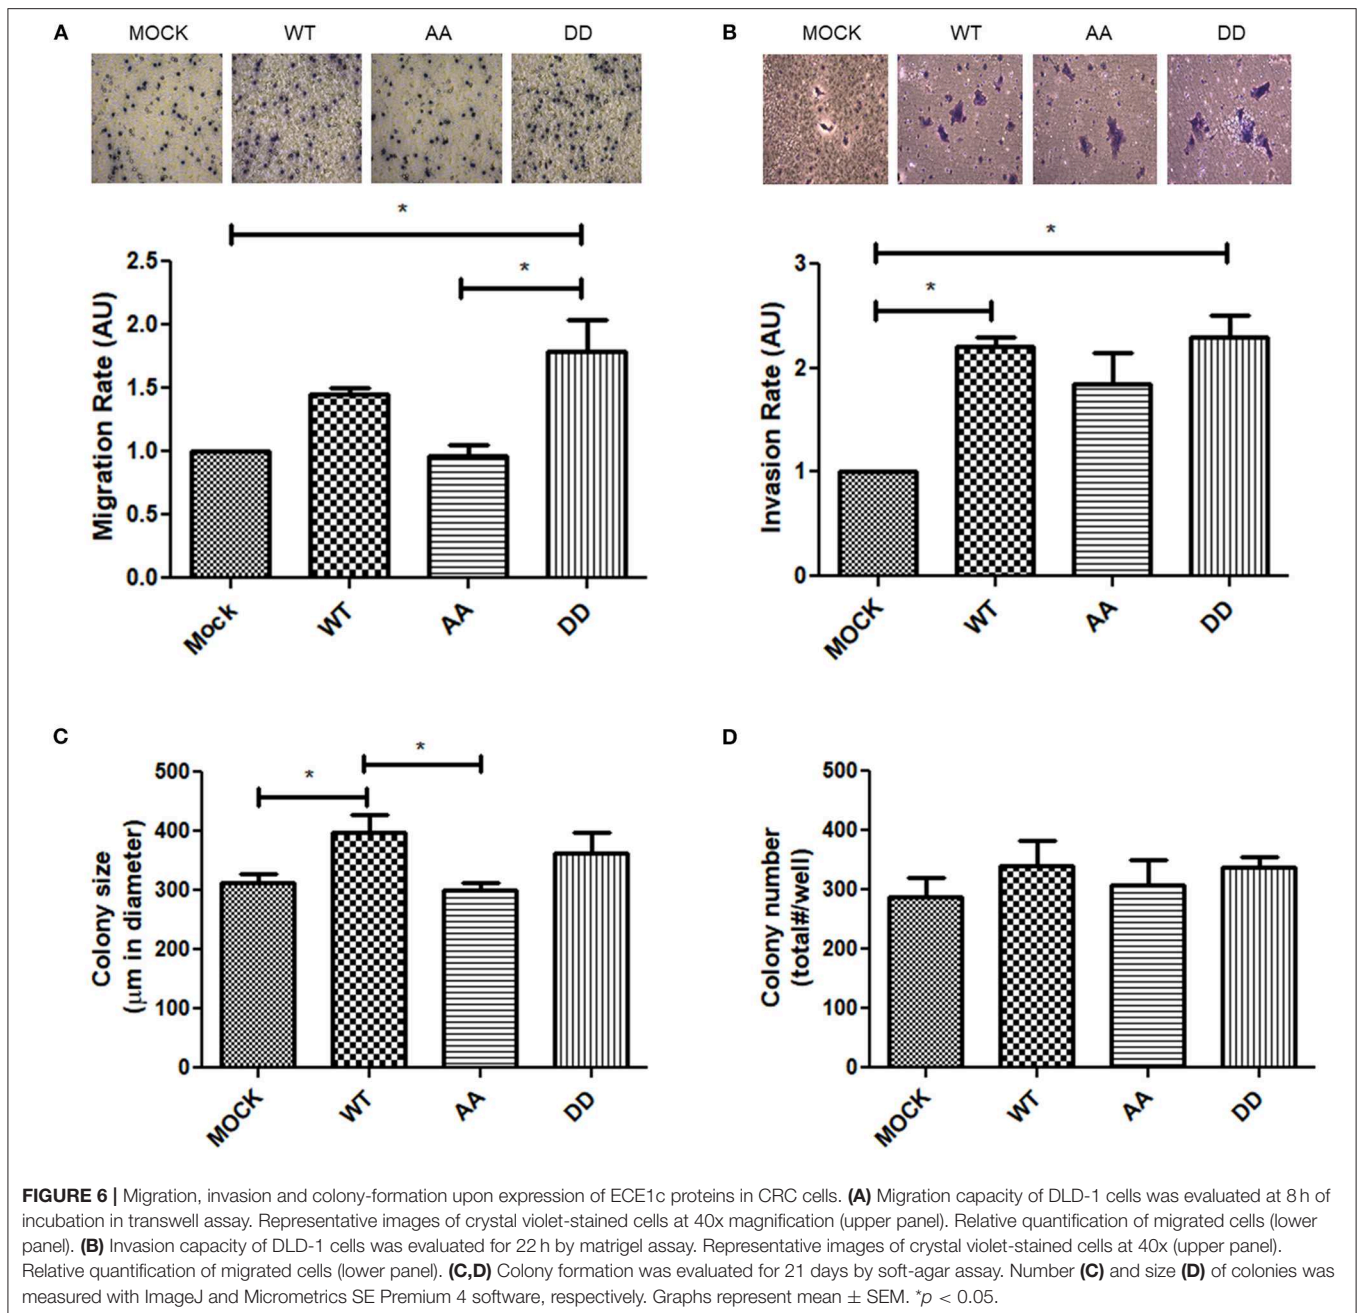 A
MOCK WT AA DD
*
*
Migration Rate (AU)
2.5
2.0
1.5
1.0
0.5
0.0
Mock WT AA DD
B
MOCK WT AA DD
*
*
Invasion Rate (AU)
3
2
1
0
MOCK WT AA DD
C
*
*
Colony size
(μm in diameter)
500
400
300
200
100
0
MOCK WT AA DD
D
Colony number
(total#/well)
500
400
300
200
100
0
MOCK WT AA DD
FIGURE 6 | Migration, invasion and colony-formation upon expression of ECE1c proteins in CRC cells. (A) Migration capacity of DLD-1 cells was evaluated at 8 h of
incubation in transwell assay. Representative images of crystal violet-stained cells at 40x magnification (upper panel). Relative quantification of migrated cells (lower
panel). (B) Invasion capacity of DLD-1 cells was evaluated for 22 h by matrigel assay. Representative images of crystal violet-stained cells at 40x (upper panel).
Relative quantification of migrated cells (lower panel). (C,D) Colony formation was evaluated for 21 days by soft-agar assay. Number (C) and size (D) of colonies was
measured with ImageJ and Micrometrics SE Premium 4 software, respectively. Graphs represent mean ± SEM. *p < 0.05.